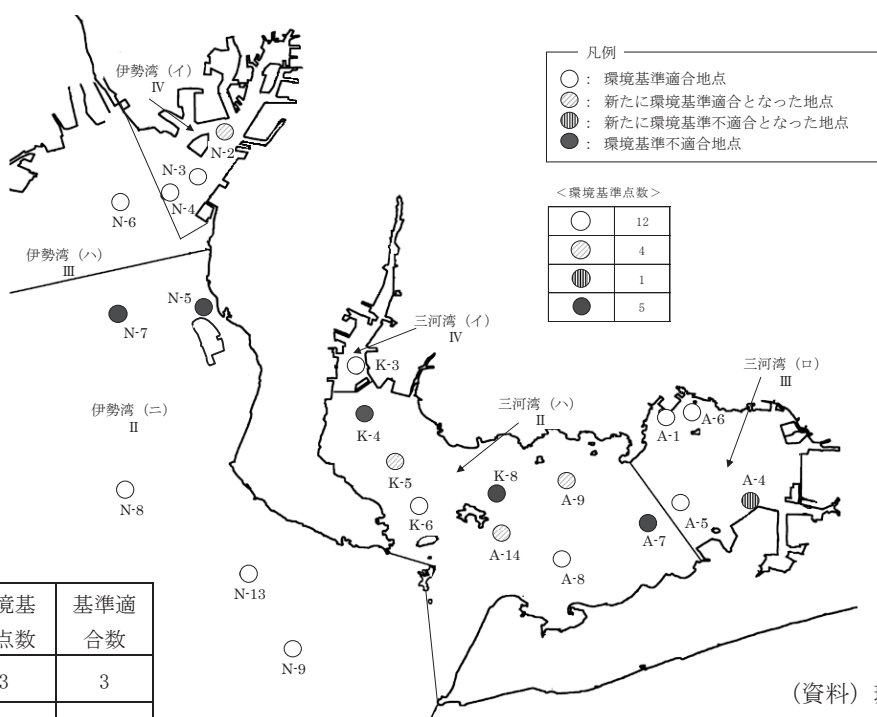 凡例
○ : 環境基準適合地点
: 新たに環境基準適合となった地点
: 新たに環境基準不適合となった地点
● : 環境基準不適合地点
＜環境基準点数＞
12
4
1
5
伊勢湾（イ）
Ⅳ
N-2
N-3
N-4
N-6
伊勢湾（ハ）
Ⅲ
N-5
N-7
三河湾（イ）
Ⅳ
K-3
三河湾（ロ）
Ⅲ
伊勢湾（ニ）
Ⅱ
三河湾（ハ）
Ⅱ
A-6
A-1
K-4
K-5
K-8
A-9
A-4
N-8
K-6
A-5
A-7
A-14
A-8
N-13
N-9
境基 基準適
点数 合数
3 3
（資料）